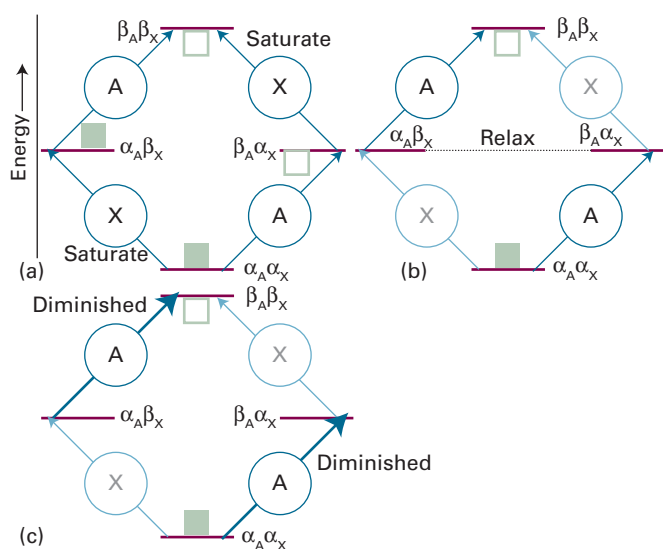 β_Aβ_X
Saturate
A
X
Energy
α_Aβ_X
β_Aα_X
X
A
Saturate
α_Aα_X
(a)
β_Aβ_X
A
X
α_Aβ_X
Relax
β_Aα_X
X
A
α_Aα_X
(b)
Diminished
β_Aβ_X
A
X
α_Aβ_X
β_Aα_X
X
A
Diminished
α_Aα_X
(c)